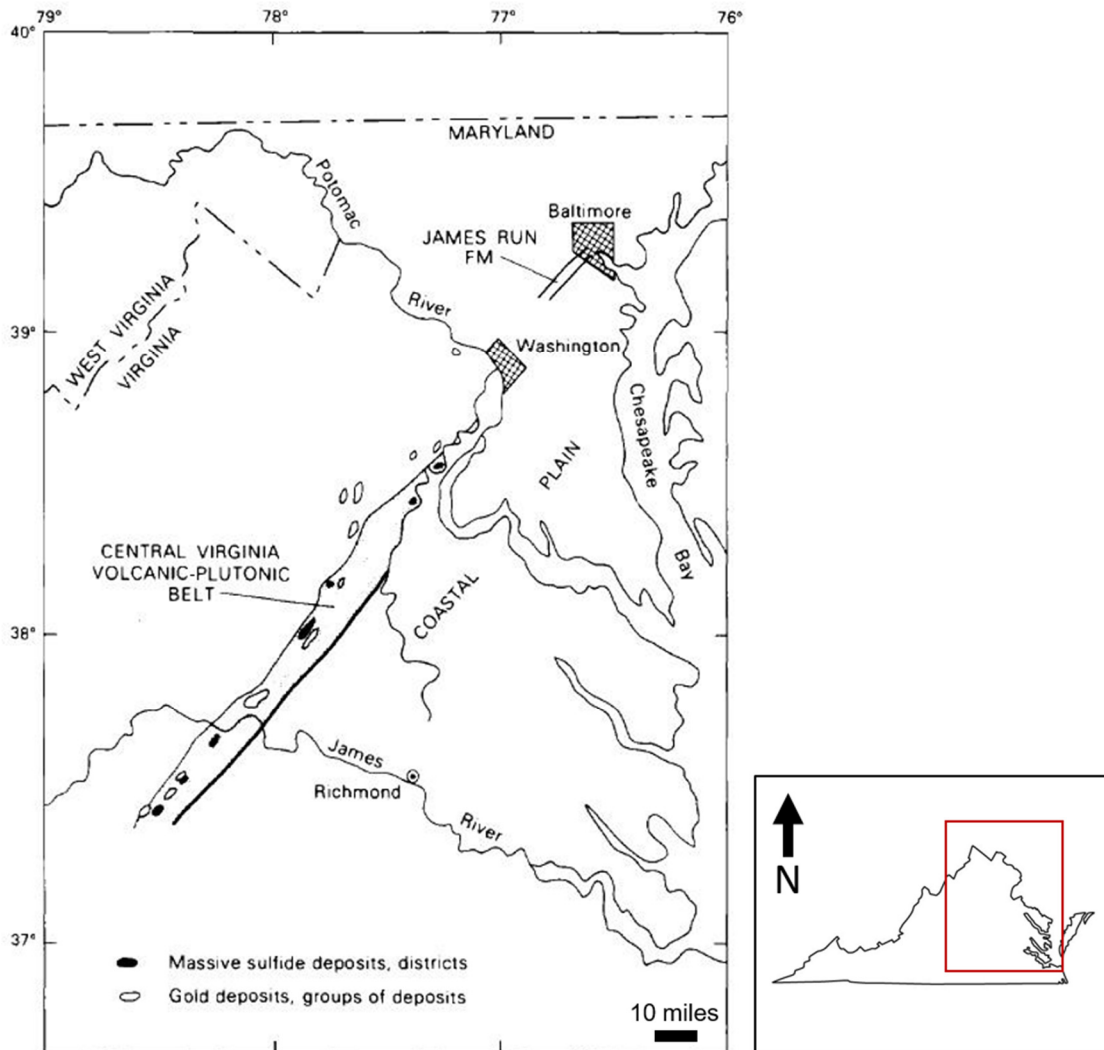 79°
78°
77°
76°
40°
MARYLAND
Potomac
River
Baltimore
JAMES RUN
FM
39°
WEST VIRGINIA
VIRGINIA
Washington
Chesapeake
Bay
PLAIN
COASTAL
CENTRAL VIRGINIA
VOLCANIC-PLUTONIC
BELT
38°
James
River
Richmond
37°
Massive sulfide deposits, districts
Gold deposits, groups of deposits
10 miles
N